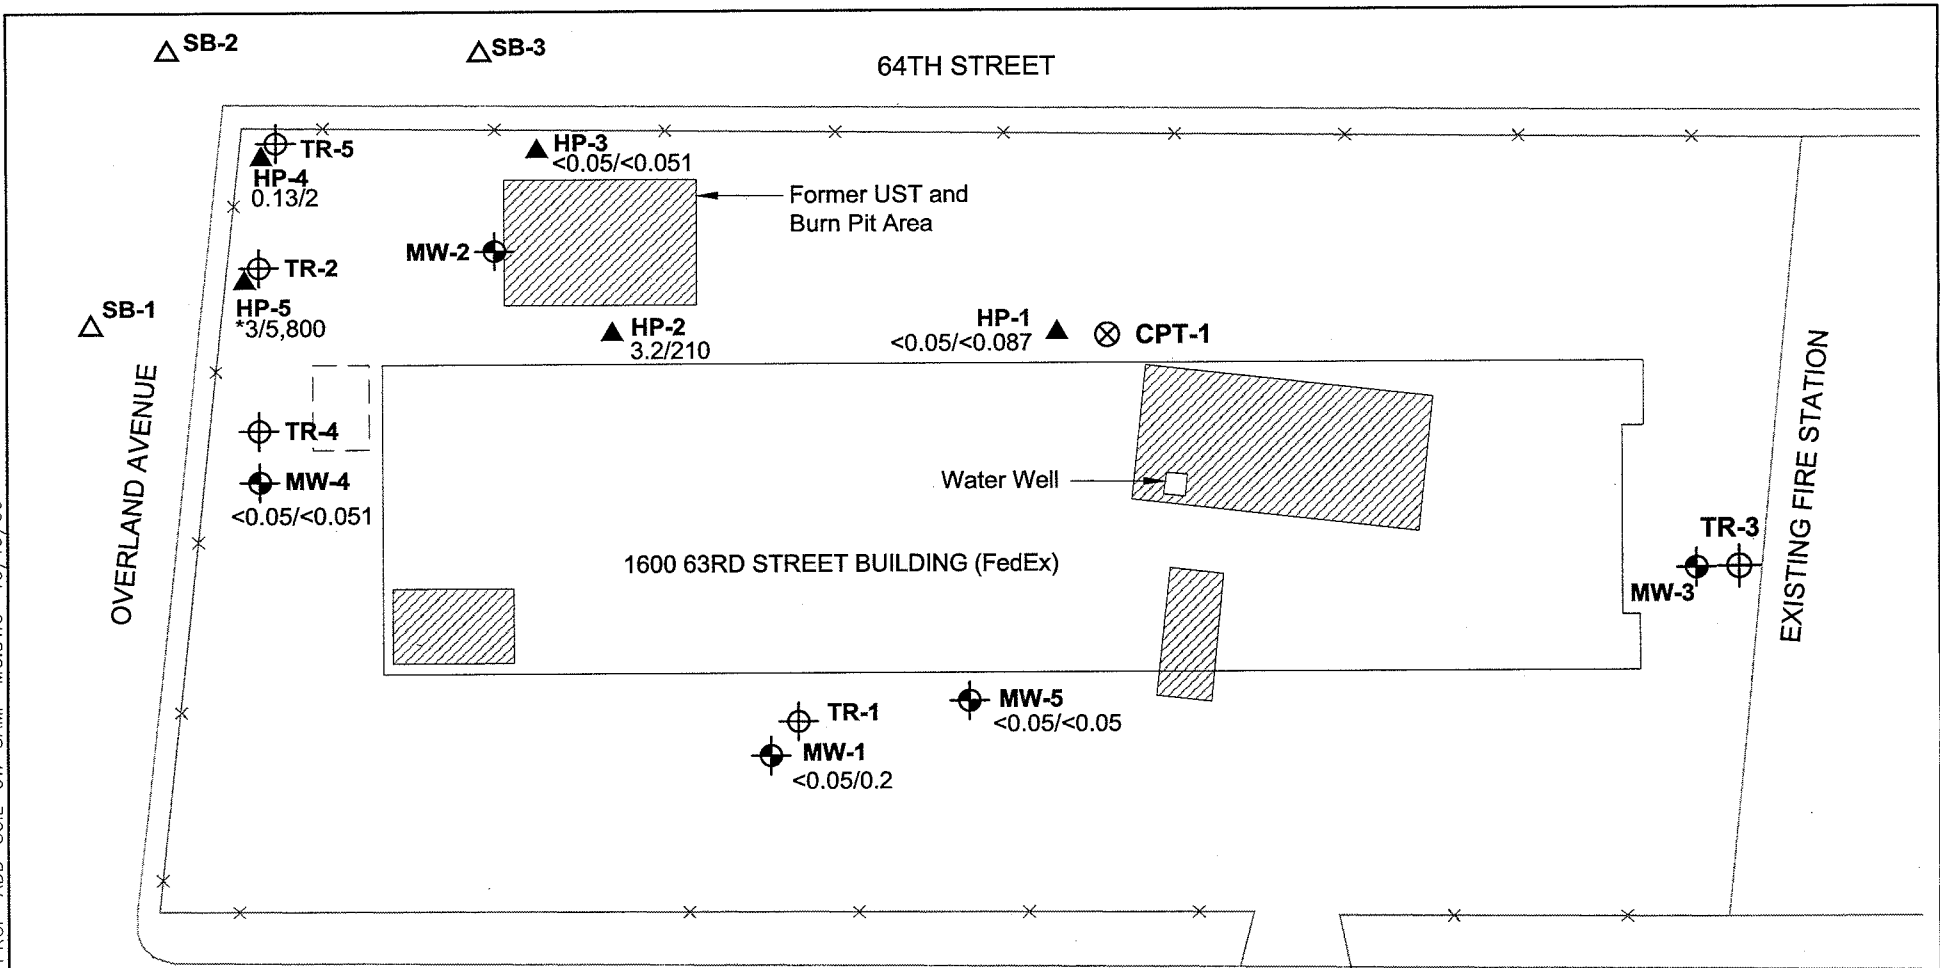 SB-2
SB-3
64TH STREET
TR-5
HP-3
<0.05/<0.051
HP-4
0.13/2
Former UST and
Burn Pit Area
MW-2
TR-2
HP-5
*3/5,800
SB-1
HP-2
3.2/210
HP-1
<0.05/<0.087
CPT-1
OVERLAND AVENUE
TR-4
MW-4
<0.05/<0.051
Water Well
EXISTING FIRE STATION
1600 63RD STREET BUILDING (FedEx)
TR-3
MW-3
MW-5
<0.05/<0.05
TR-1
MW-1
<0.05/0.2